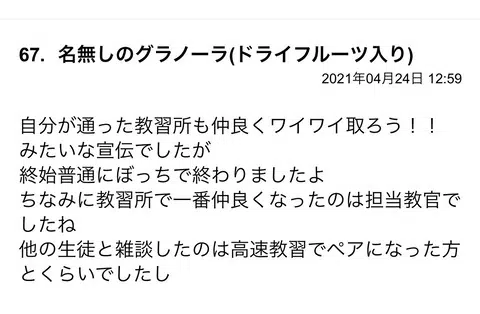 67. 名無しのグラノーラ(ドライフルーツ入り)
2021年04月24日 12:59
自分が通った教習所も仲良くワイワイ取ろう！！
みたいな宣伝でしたが
終始普通にぼっちで終わりましたよ
ちなみに教習所で一番仲良くなったのは担当教官で
したね
他の生徒と雑談したのは高速教習でペアになった方
とくらいでしたし